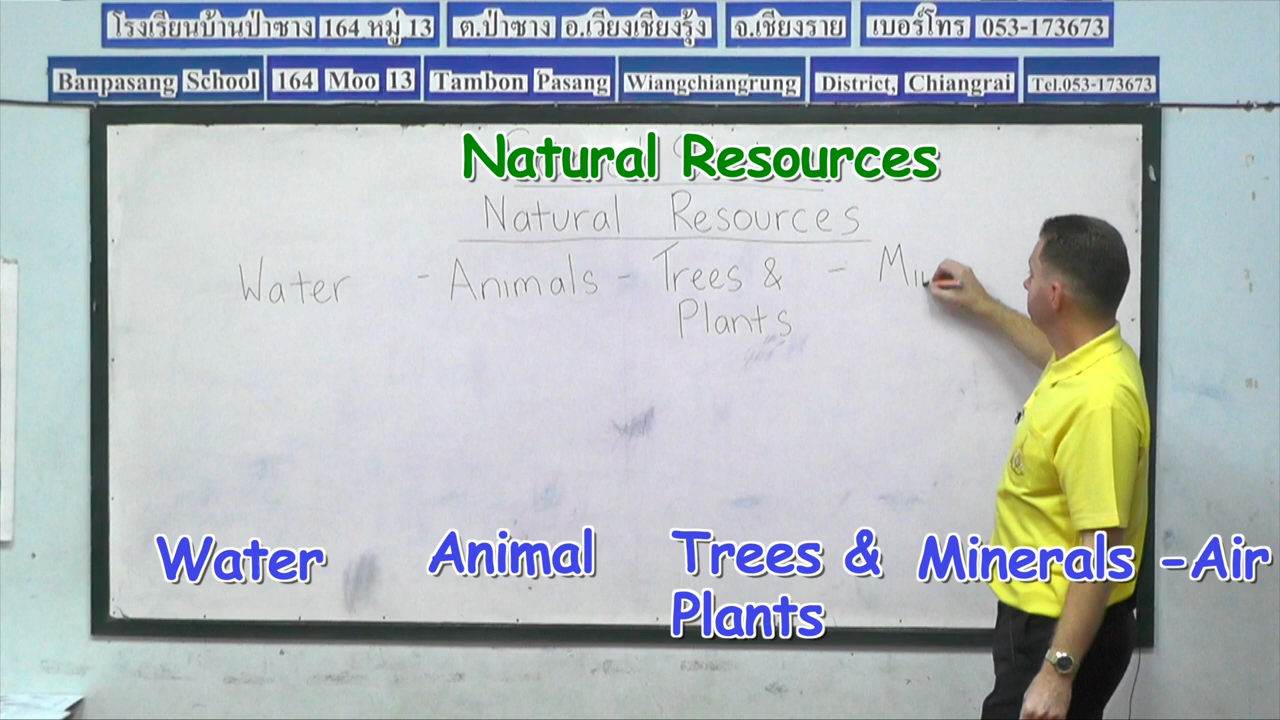 โรงเรียนบ้านป่าซาง 164 หมู่ 13 ต.ป่าซาง อ.เวียงเชียงรุ้ง จ.เชียงราย เบอร์โทร 053-173673
Banpasang School 164 Moo 13 Tambon Pasang Wiangchiangrung District, Chiangrai Tel.053-173673
Natural Resources
Natural Resources
Water - Animals - Trees & - Min
Plants
Water Animal Trees & Minerals -Air
Plants